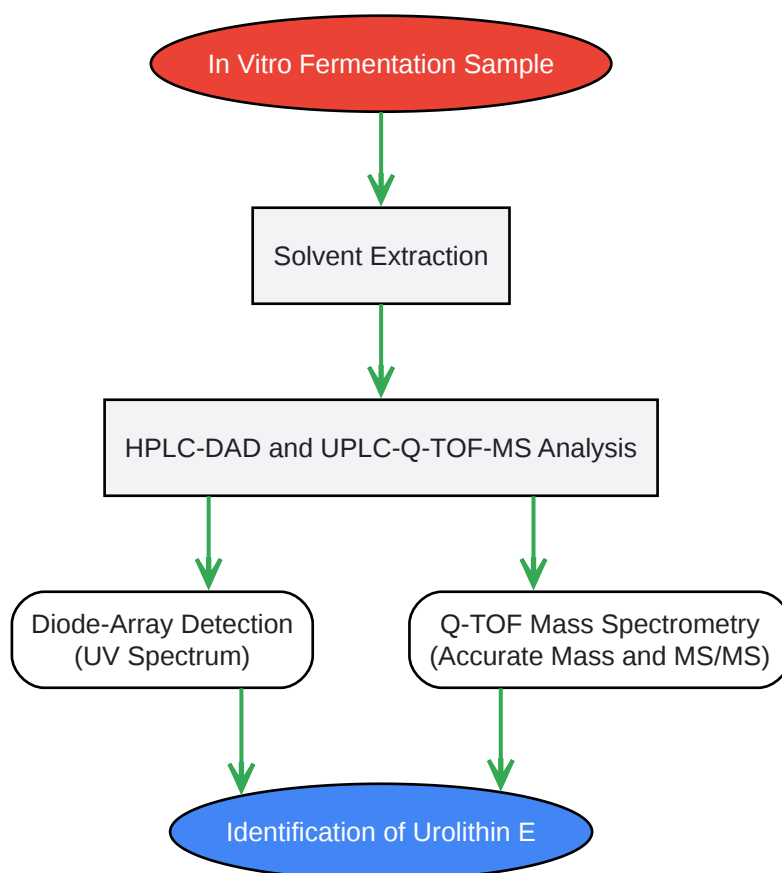 In Vitro Fermentation Sample
Solvent Extraction
HPLC-DAD and UPLC-Q-TOF-MS Analysis
Diode-Array Detection
(UV Spectrum)
Q-TOF Mass Spectrometry
(Accurate Mass and MS/MS)
Identification of Urolithin E